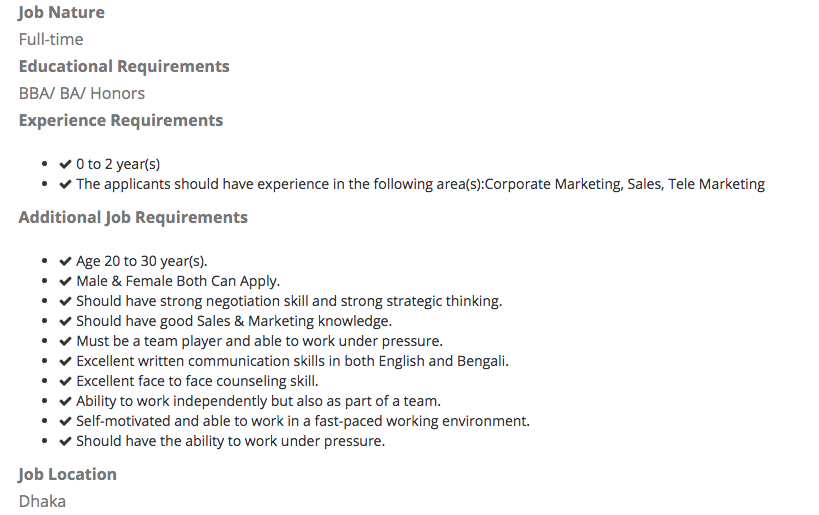 Job Nature
Full-time
Educational Requirements
BBA/ BA/ Honors
Experience Requirements
• ✔ 0 to 2 year(s)
• ✔ The applicants should have experience in the following area(s):Corporate Marketing, Sales, Tele Marketing
Additional Job Requirements
• ✔ Age 20 to 30 year(s).
• ✔ Male & Female Both Can Apply.
• ✔ Should have strong negotiation skill and strong strategic thinking.
• ✔ Should have good Sales & Marketing knowledge.
• ✔ Must be a team player and able to work under pressure.
• ✔ Excellent written communication skills in both English and Bengali.
• ✔ Excellent face to face counseling skill.
• ✔ Ability to work independently but also as part of a team.
• ✔ Self-motivated and able to work in a fast-paced working environment.
• ✔ Should have the ability to work under pressure.
Job Location
Dhaka